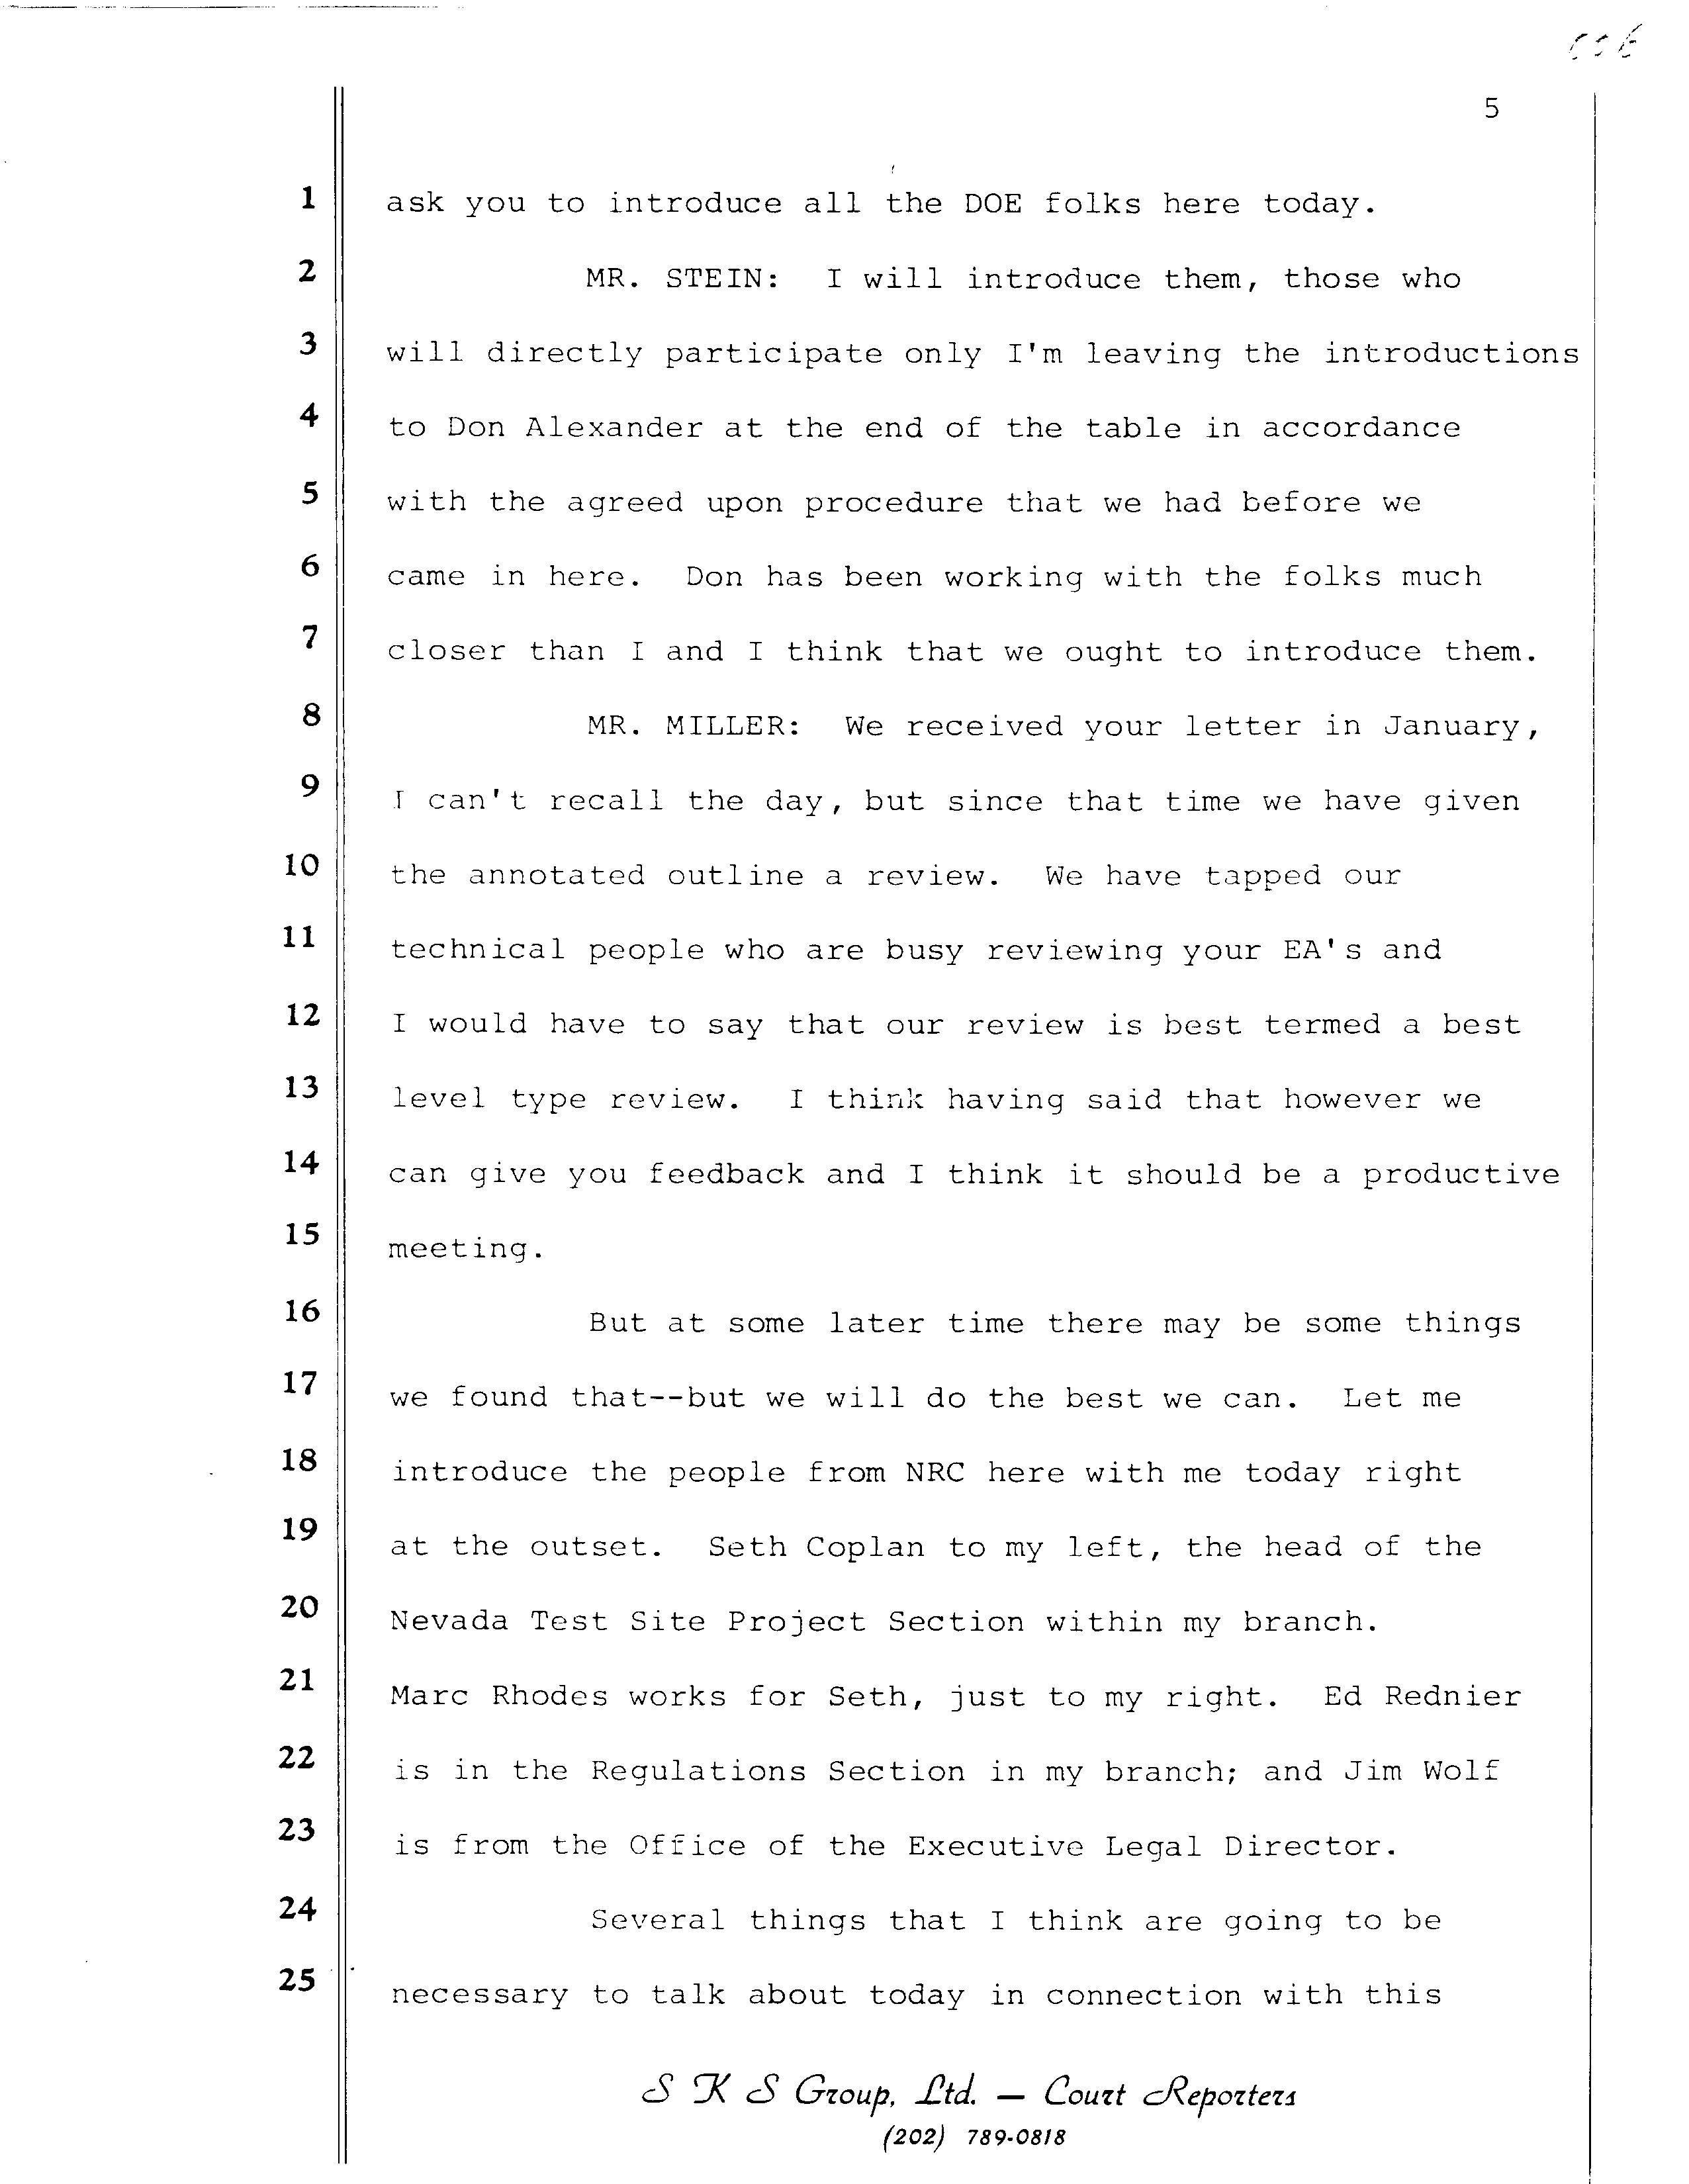 5
1 ask you to introduce all the DOE folks here today.
2 MR. STEIN: I will introduce them, those who
3 will directly participate only I'm leaving the introductions
4 to Don Alexander at the end of the table in accordance
5 with the agreed upon procedure that we had before we
6 came in here. Don has been working with the folks much
7 closer than I and I think that we ought to introduce them.
8 MR. MILLER: We received your letter in January,
9 I can't recall the day, but since that time we have given
10 the annotated outline a review. We have tapped our
11 technical people who are busy reviewing your EA's and
12 I would have to say that our review is best termed a best
13 level type review. I think having said that however we
14 can give you feedback and I think it should be a productive
15 meeting.
16 But at some later time there may be some things
17 we found that--but we will do the best we can. Let me
18 introduce the people from NRC here with me today right
19 at the outset. Seth Coplan to my left, the head of the
20 Nevada Test Site Project Section within my branch.
21 Marc Rhodes works for Seth, just to my right. Ed Rednier
22 is in the Regulations Section in my branch; and Jim Wolf
23 is from the Office of the Executive Legal Director.
24 Several things that I think are going to be
25 necessary to talk about today in connection with this
S K S Group, Ltd. — Court Reporters
(202) 789-0818